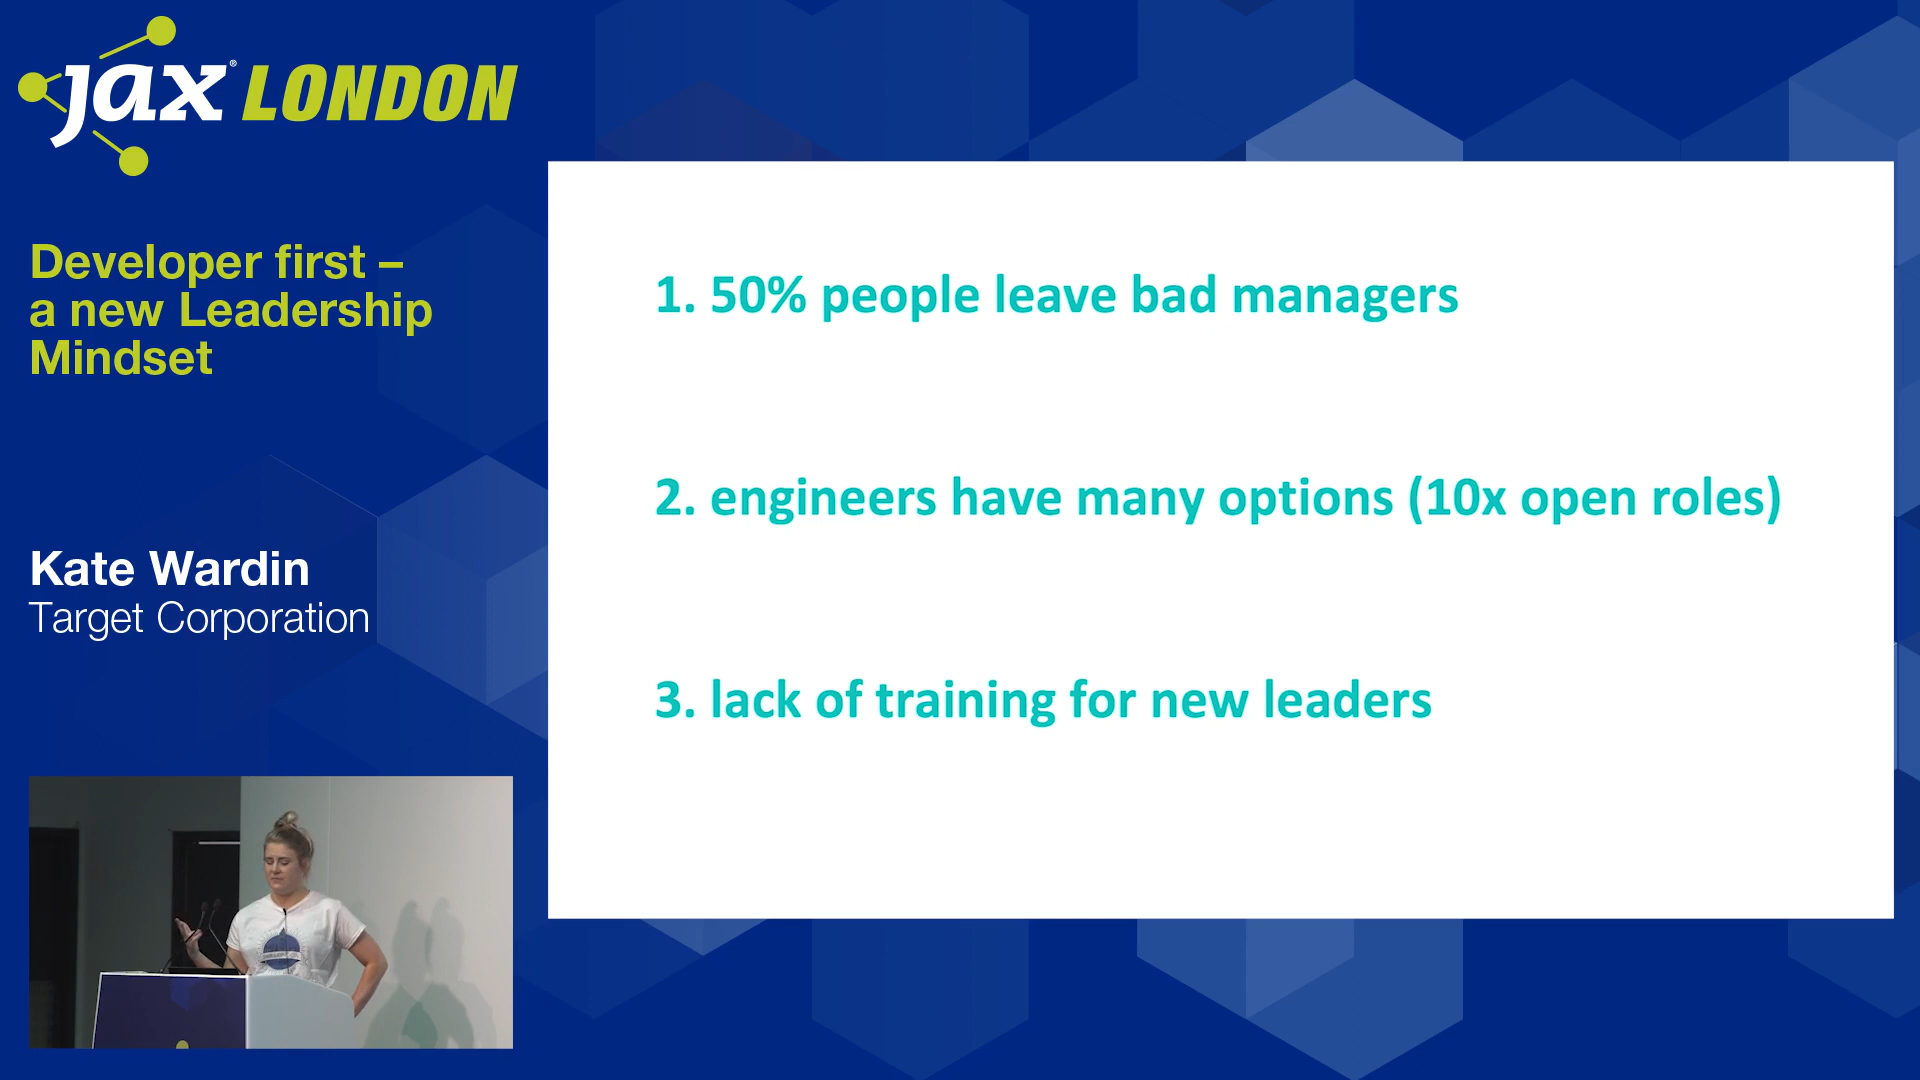 jax® LONDON
Developer first –
a new Leadership
Mindset
Kate Wardin
Target Corporation
1. 50% people leave bad managers
2. engineers have many options (10x open roles)
3. lack of training for new leaders